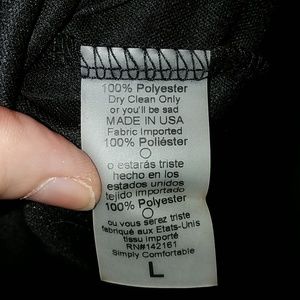 100% Polyester
Dry Clean Only
or you'll be sad
MADE IN USA
Fabric Imported
100% Poliéster
o estarás triste
hecho en los
estados unidos
tejido importado
100% Polyester
ou vous serez triste
fabriqué aux Etats-Unis
tissu importé
RN#142161
Simply Comfortable
L